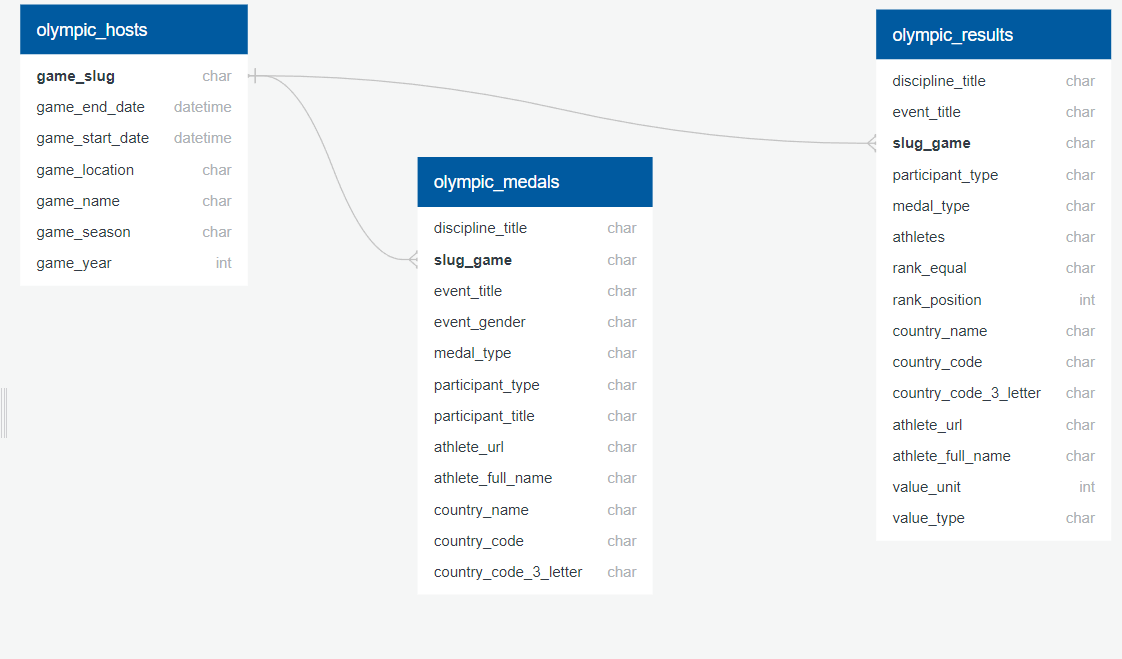 olympic_hosts
game_slug char
game_end_date datetime
game_start_date datetime
game_location char
game_name char
game_season char
game_year int
olympic_medals
discipline_title char
slug_game char
event_title char
event_gender char
medal_type char
participant_type char
participant_title char
athlete_url char
athlete_full_name char
country_name char
country_code char
country_code_3_letter char
olympic_results
discipline_title char
event_title char
slug_game char
participant_type char
medal_type char
athletes char
rank_equal char
rank_position int
country_name char
country_code char
country_code_3_letter char
athlete_url char
athlete_full_name char
value_unit int
value_type char